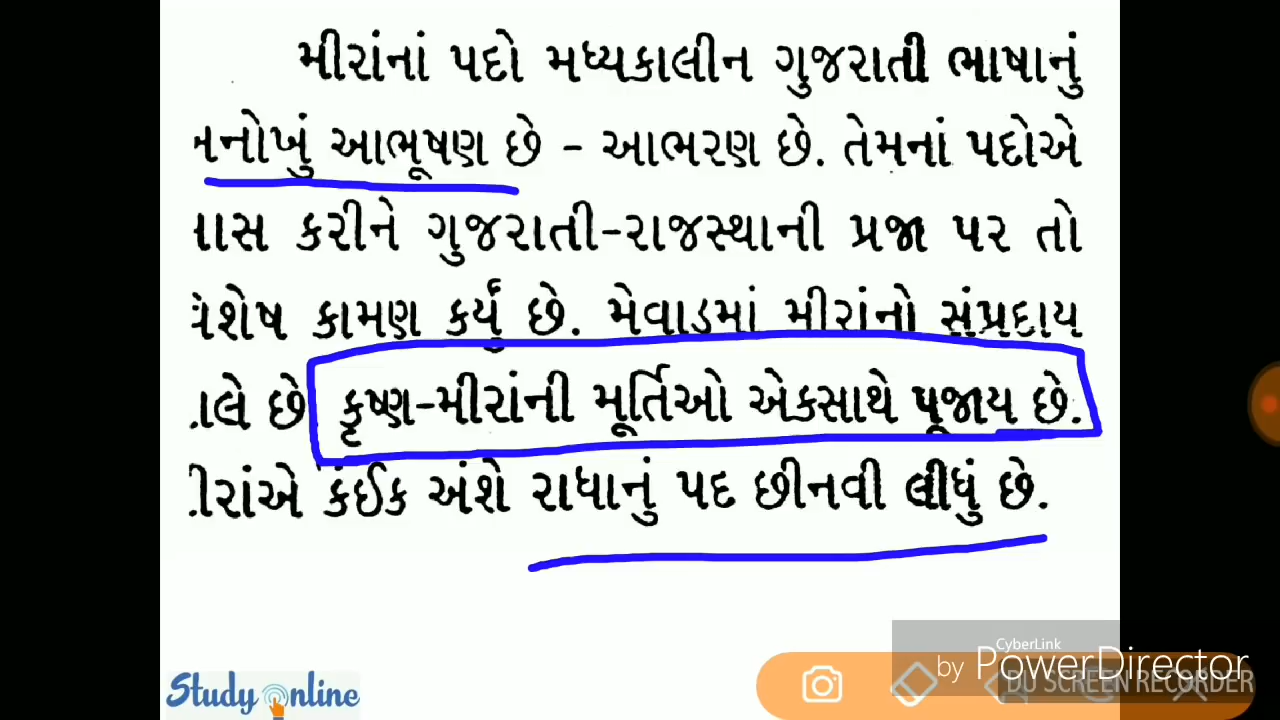 મીરાંનાં પદો મધ્યકાલીન ગુજરાતી ભાષાનું
આભૂષણ છે - આભરણ છે. તેમનાં પદોએ
કરીને ગુજરાતી-રાજસ્થાની પ્રજા પર તો
કામણ કર્યું છે. મેવાડમાં મીરાંનો સંપ્રદાય
છે કૃષ્ણ-મીરાંની મૂર્તિઓ એકસાથે પૂજાય છે.
કંઈક અંશે રાધાનું પદ છીનવી લીધું છે.
Study Online
CyberLink
by PowerDirector
DU SCREEN RECORDER